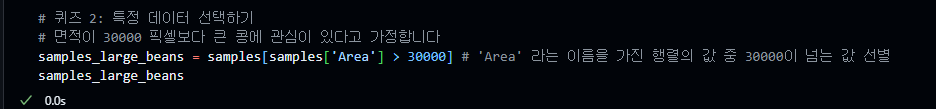 # 퀴즈 2: 특정 데이터 선택하기
# 면적이 30000 픽셀보다 큰 콩에 관심이 있다고 가정합니다
samples_large_beans = samples[samples['Area'] > 30000] # 'Area' 라는 이름을 가진 행렬의 값 중 30000이 넘는 값 선별
samples_large_beans
✓ 0.0s